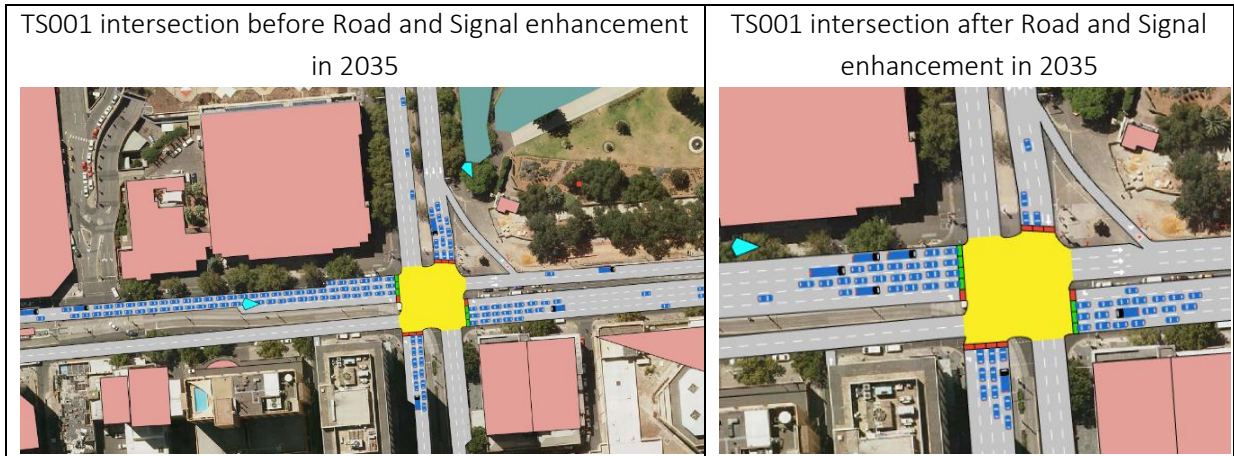 TS001 intersection before Road and Signal enhancement
in 2035
TS001 intersection after Road and Signal
enhancement in 2035